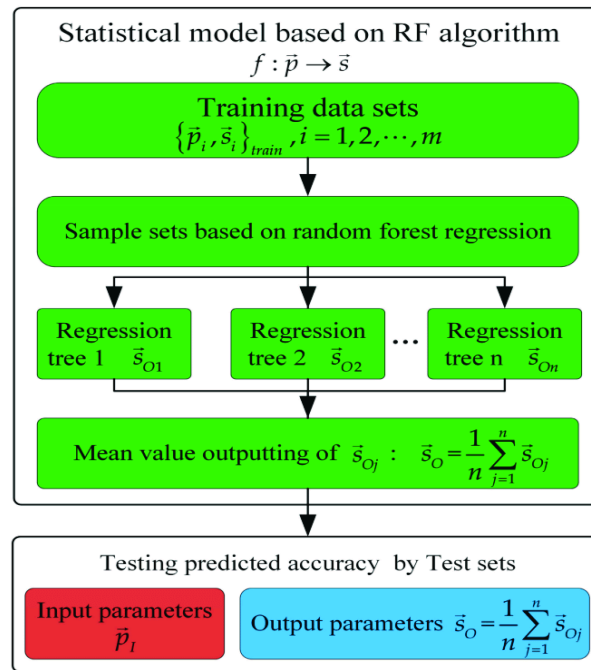 Statistical model based on RF algorithm
f : p⃗ → s⃗
Training data sets
{p⃗ᵢ, s⃗ᵢ}train , i = 1, 2, ⋯, m
Sample sets based on random forest regression
Regression
tree 1 s⃗O1
Regression
tree 2 s⃗O2
...
Regression
tree n s⃗On
Mean value outputting of s⃗Oj : s⃗O = 1/n ∑j=1n s⃗Oj
Testing predicted accuracy by Test sets
Input parameters
p⃗I
Output parameters s⃗O = 1/n ∑j=1n s⃗Oj